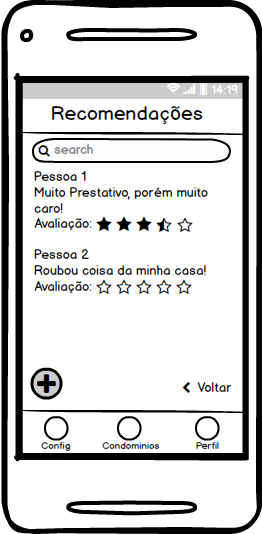 14:19
Recomendações
search
Pessoa 1
Muito Prestativo, porém muito
caro!
Avaliação:
Pessoa 2
Roubou coisa da minha casa!
Avaliação:
Voltar
Config
Condominios
Perfil